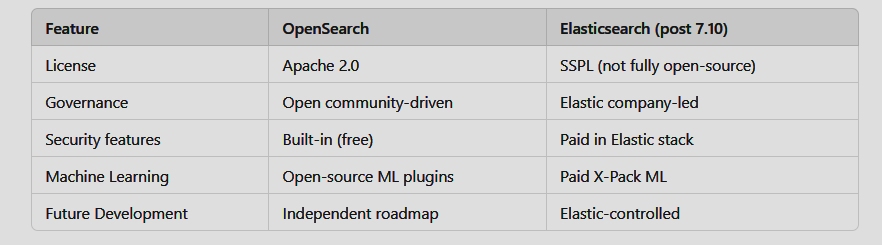 Feature OpenSearch Elasticsearch (post 7.10)
License Apache 2.0 SSPL (not fully open-source)
Governance Open community-driven Elastic company-led
Security features Built-in (free) Paid in Elastic stack
Machine Learning Open-source ML plugins Paid X-Pack ML
Future Development Independent roadmap Elastic-controlled